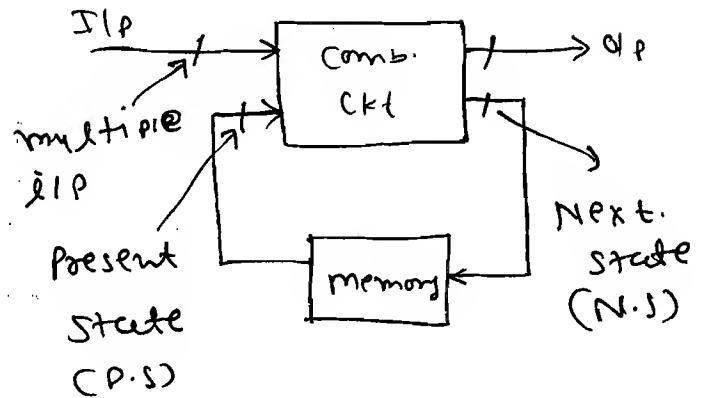 I/P
Comb.
Ckt
O/P
multiple
i/P
Present
State
(P.S)
memory
Next.
State
(N.S)